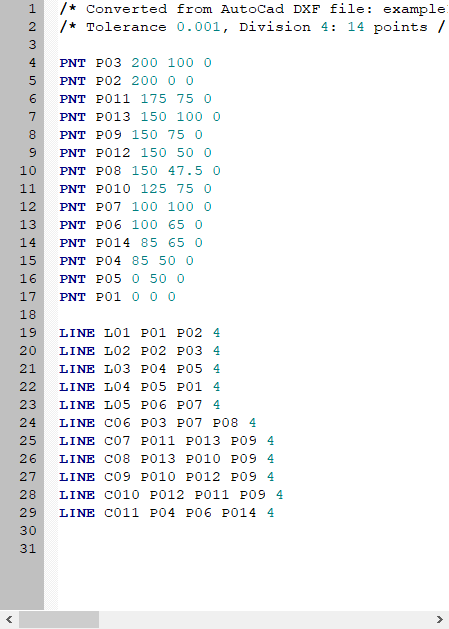 1 /* Converted from AutoCad DXF file: example
2 /* Tolerance 0.001, Division 4: 14 points /
3
4 PNT P03 200 100 0
5 PNT P02 200 0 0
6 PNT P011 175 75 0
7 PNT P013 150 100 0
8 PNT P09 150 75 0
9 PNT P012 150 50 0
10 PNT P08 150 47.5 0
11 PNT P010 125 75 0
12 PNT P07 100 100 0
13 PNT P06 100 65 0
14 PNT P014 85 65 0
15 PNT P04 85 50 0
16 PNT P05 0 50 0
17 PNT P01 0 0 0
18
19 LINE L01 P01 P02 4
20 LINE L02 P02 P03 4
21 LINE L03 P04 P05 4
22 LINE L04 P05 P01 4
23 LINE L05 P06 P07 4
24 LINE C06 P03 P07 P08 4
25 LINE C07 P011 P013 P09 4
26 LINE C08 P013 P010 P09 4
27 LINE C09 P010 P012 P09 4
28 LINE C010 P012 P011 P09 4
29 LINE C011 P04 P06 P014 4
30
31